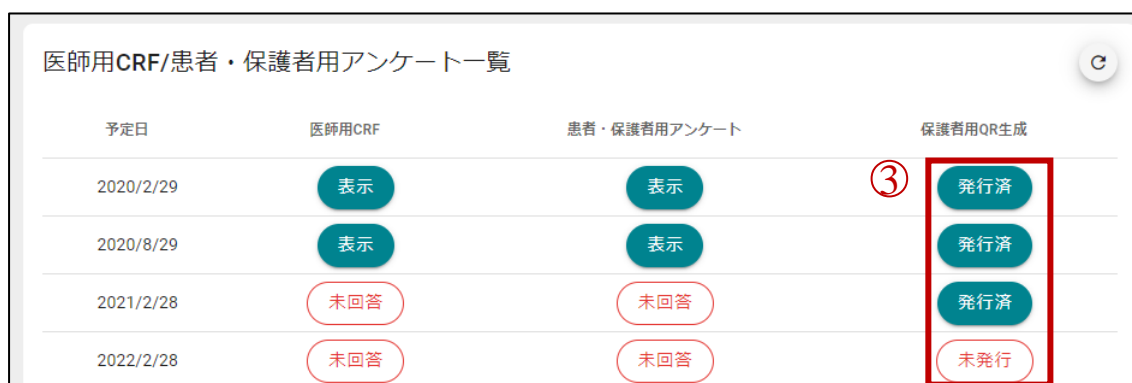 医師用CRF/患者・保護者用アンケート一覧
予定日 医師用CRF 患者・保護者用アンケート 保護者用QR生成
2020/2/29 表示 表示 ③ 発行済
2020/8/29 表示 表示 発行済
2021/2/28 未回答 未回答 発行済
2022/2/28 未回答 未回答 未発行